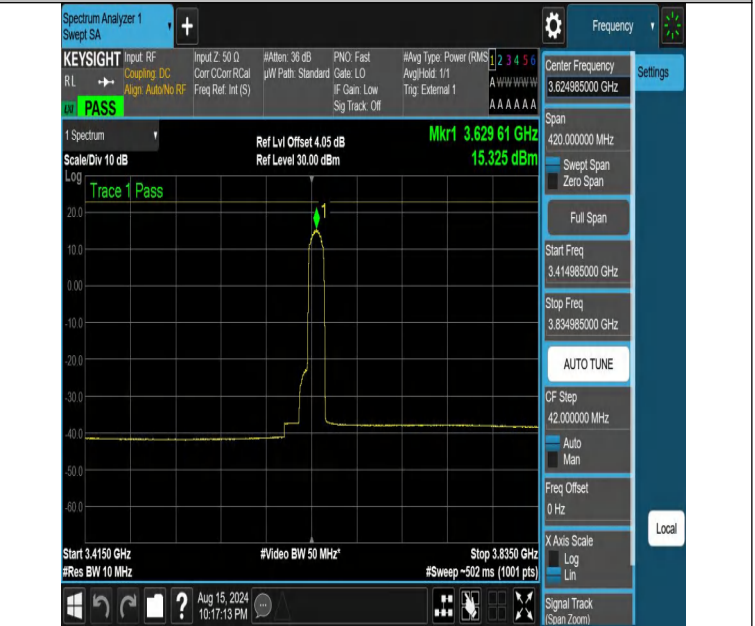 Spectrum Analyzer 1
Swept SA
+
Frequency
KEYSIGHT
RL
PASS
Input: RF
Coupling: DC
Align: Auto/No RF
Input Z: 50 Ω
Corr CCorr RCal
Freq Ref: Int (S)
#Atten: 36 dB
µW Path: Standard
PNO: Fast
Gate: LO
IF Gain: Low
Sig Track: Off
#Avg Type: Power (RMS
Avg|Hold: 1/1
Trig: External 1
1 2 3 4 5 6
A W W W W W
A A A A A A
1 Spectrum
Scale/Div 10 dB
Ref Lvl Offset 4.05 dB
Ref Level 30.00 dBm
Mkr1 3.629 61 GHz
15.325 dBm
Log
Trace 1 Pass
1
20.0
10.0
0.00
-10.0
-20.0
-30.0
-40.0
-50.0
-60.0
Start 3.4150 GHz
#Res BW 10 MHz
#Video BW 50 MHz*
Stop 3.8350 GHz
#Sweep ~502 ms (1001 pts)
Center Frequency
3.624985000 GHz
Settings
Span
420.000000 MHz
Swept Span
Zero Span
Full Span
Start Freq
3.414985000 GHz
Stop Freq
3.834985000 GHz
AUTO TUNE
CF Step
42.000000 MHz
Auto
Man
Freq Offset
0 Hz
X Axis Scale
Log
Lin
Local
Signal Track
(Span Zoom)
?
Aug 15, 2024
10:17:13 PM